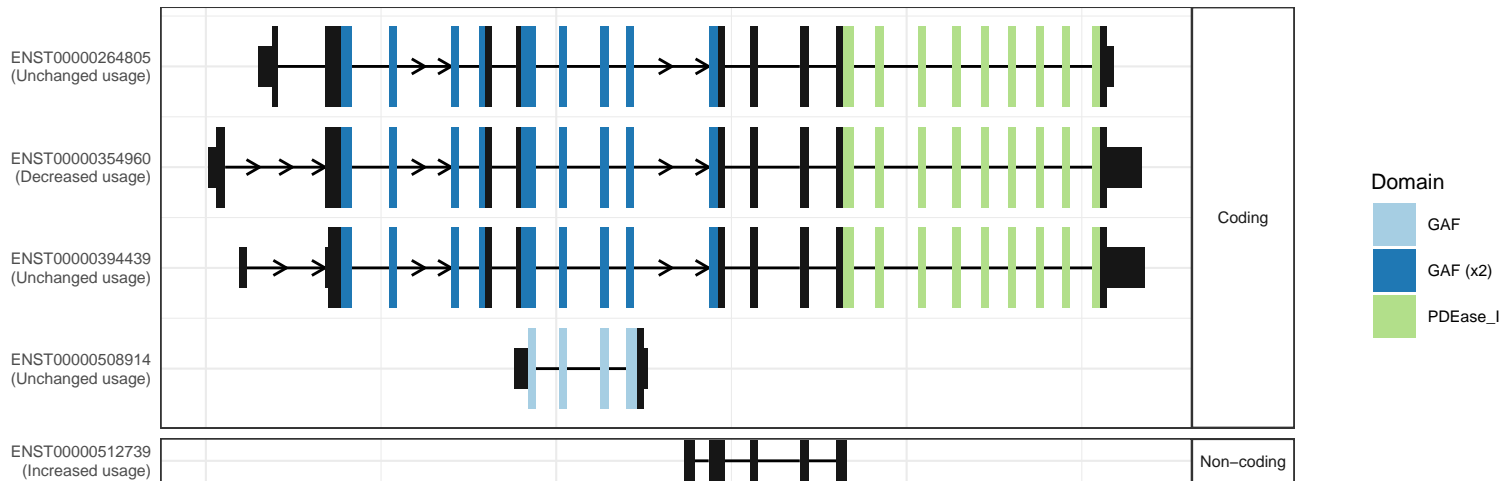 ENST00000264805
(Unchanged usage)
ENST00000354960
(Decreased usage)
ENST00000394439
(Unchanged usage)
ENST00000508914
(Unchanged usage)
ENST00000512739
(Increased usage)
Coding
Non−coding
Domain
GAF
GAF (x2)
PDEase_I